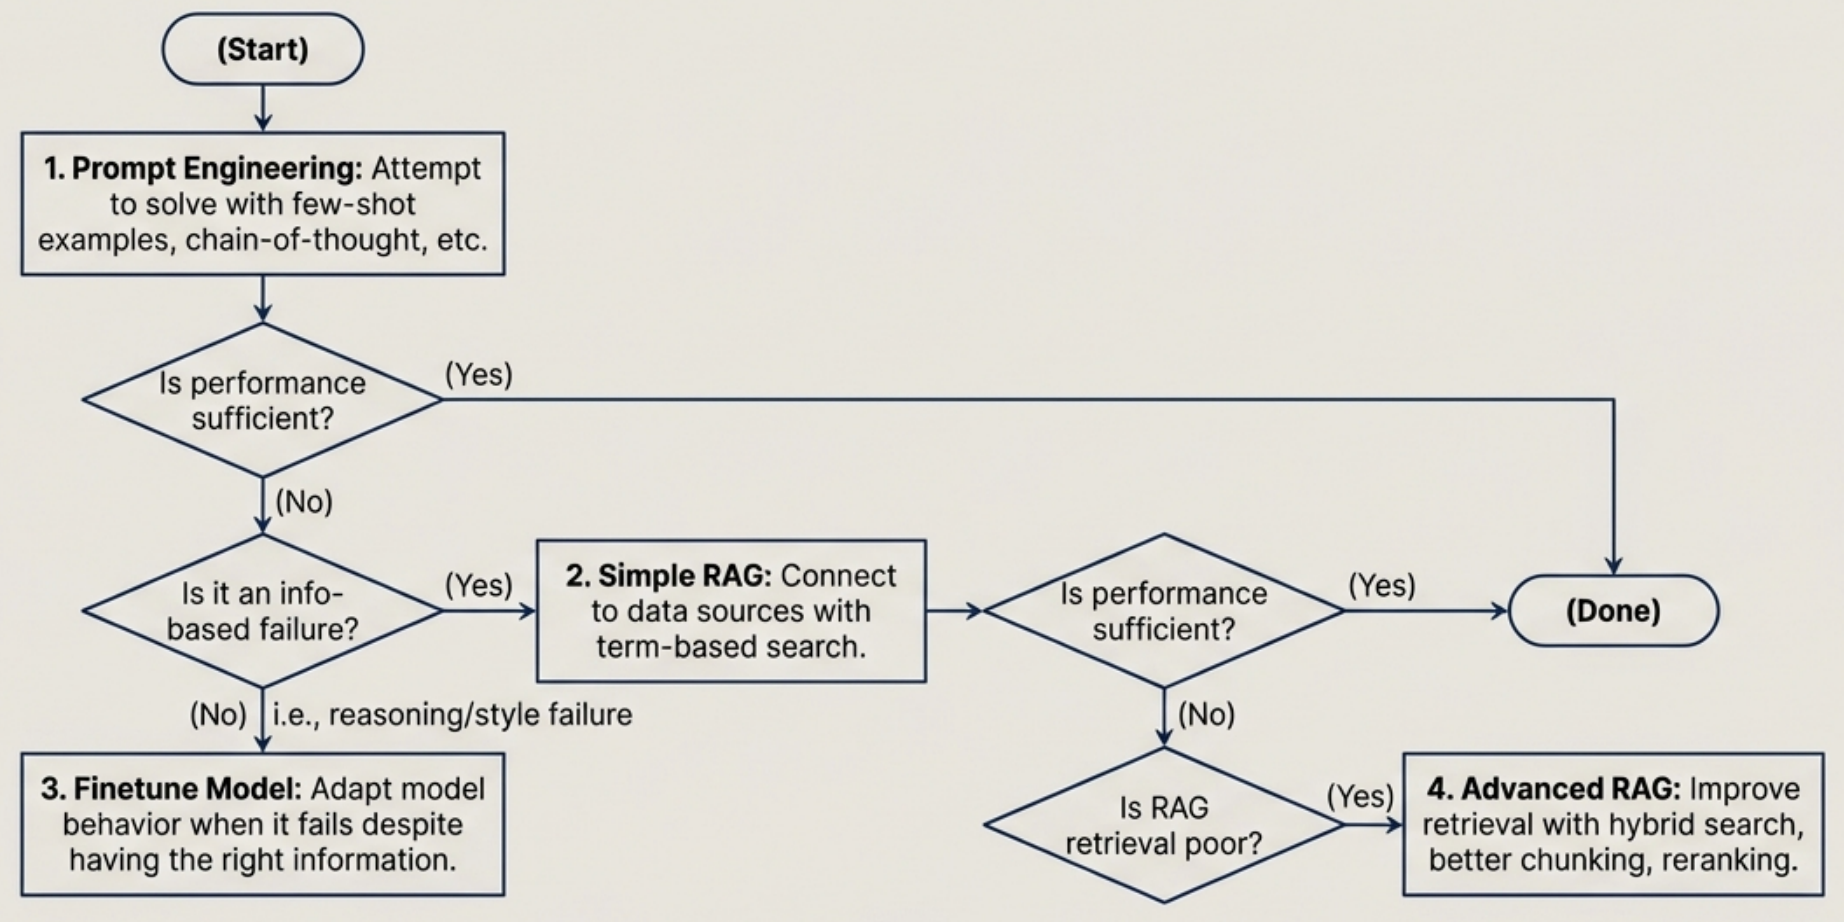 (Start)
1. Prompt Engineering: Attempt
to solve with few-shot
examples, chain-of-thought, etc.
Is performance
sufficient?
(Yes)
(No)
Is it an info-
based failure?
(Yes)
2. Simple RAG: Connect
to data sources with
term-based search.
Is performance
sufficient?
(Yes)
(Done)
(No) i.e., reasoning/style failure
(No)
3. Finetune Model: Adapt model
behavior when it fails despite
having the right information.
Is RAG
retrieval poor?
(Yes)
4. Advanced RAG: Improve
retrieval with hybrid search,
better chunking, reranking.